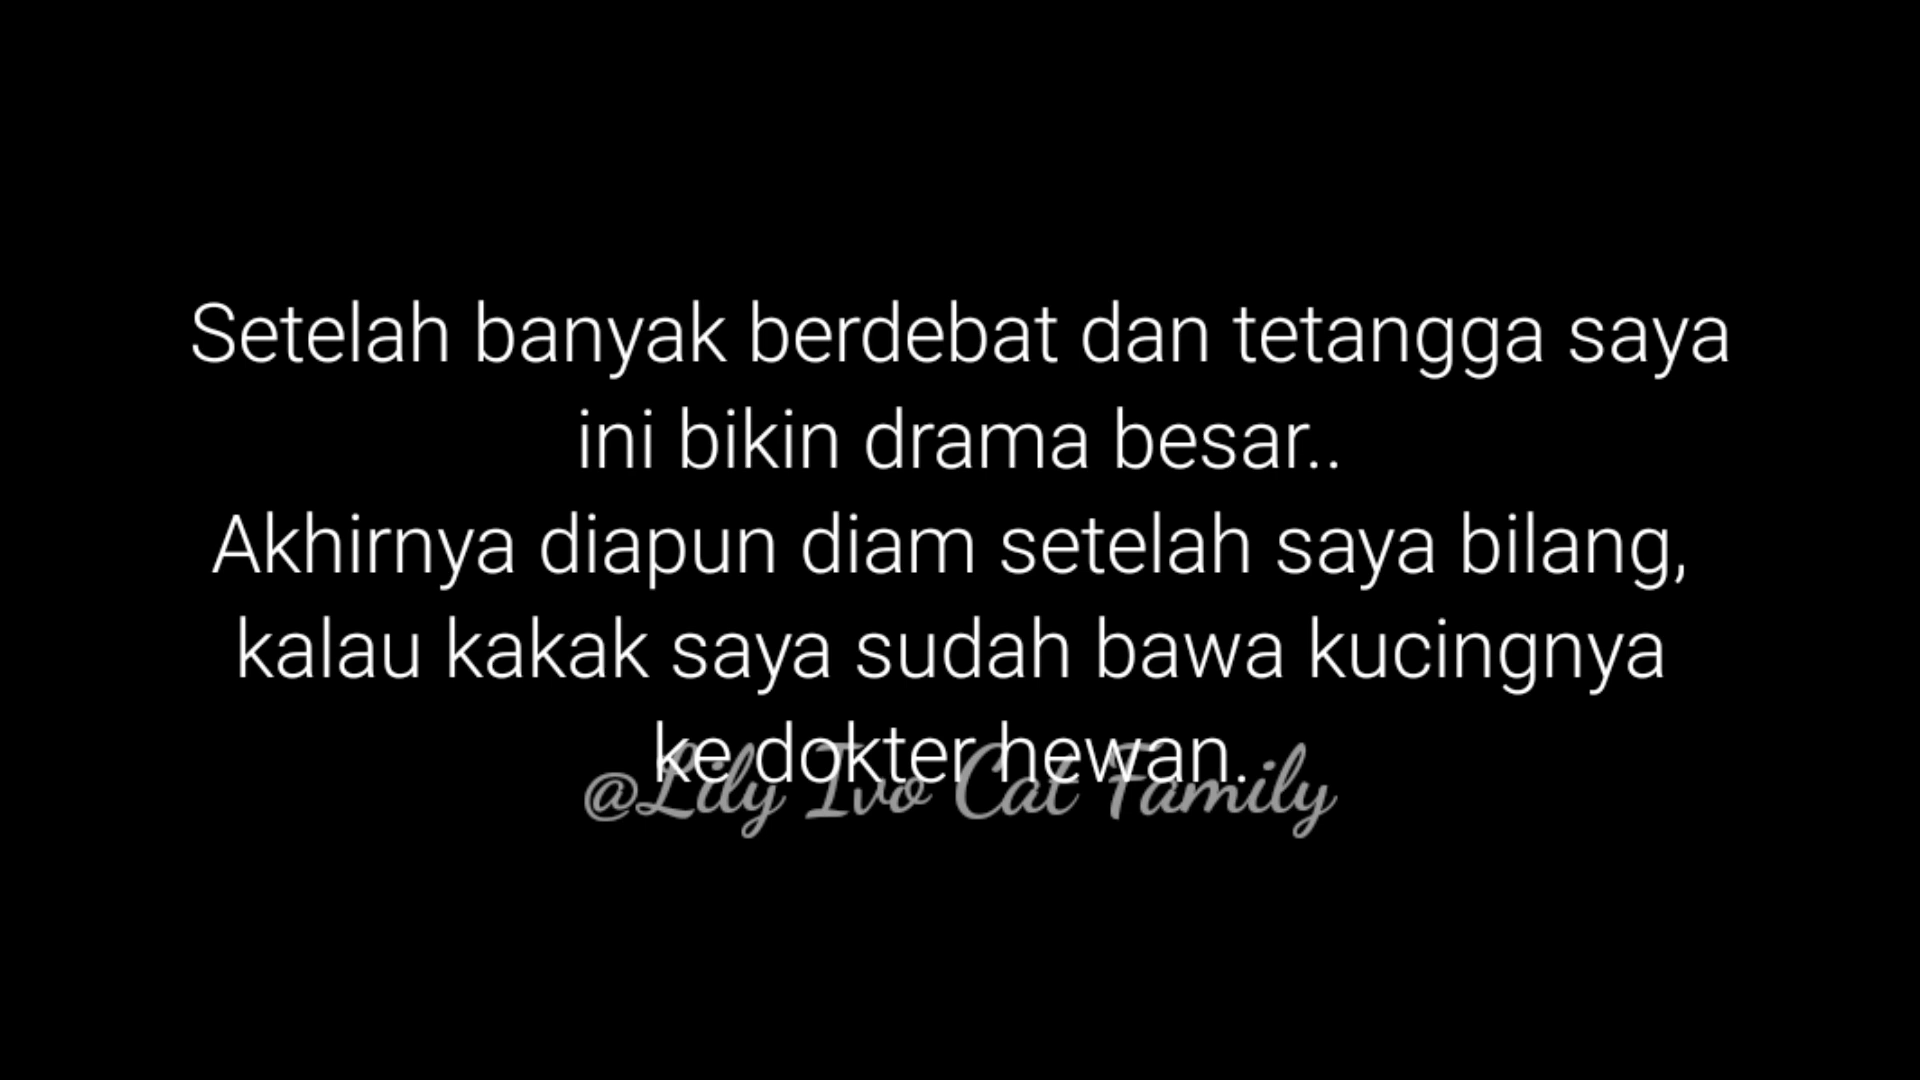 Setelah banyak berdebat dan tetangga saya
ini bikin drama besar..
Akhirnya diapun diam setelah saya bilang,
kalau kakak saya sudah bawa kucingnya
ke dokter hewan.
@Lily Ivo Cat Family